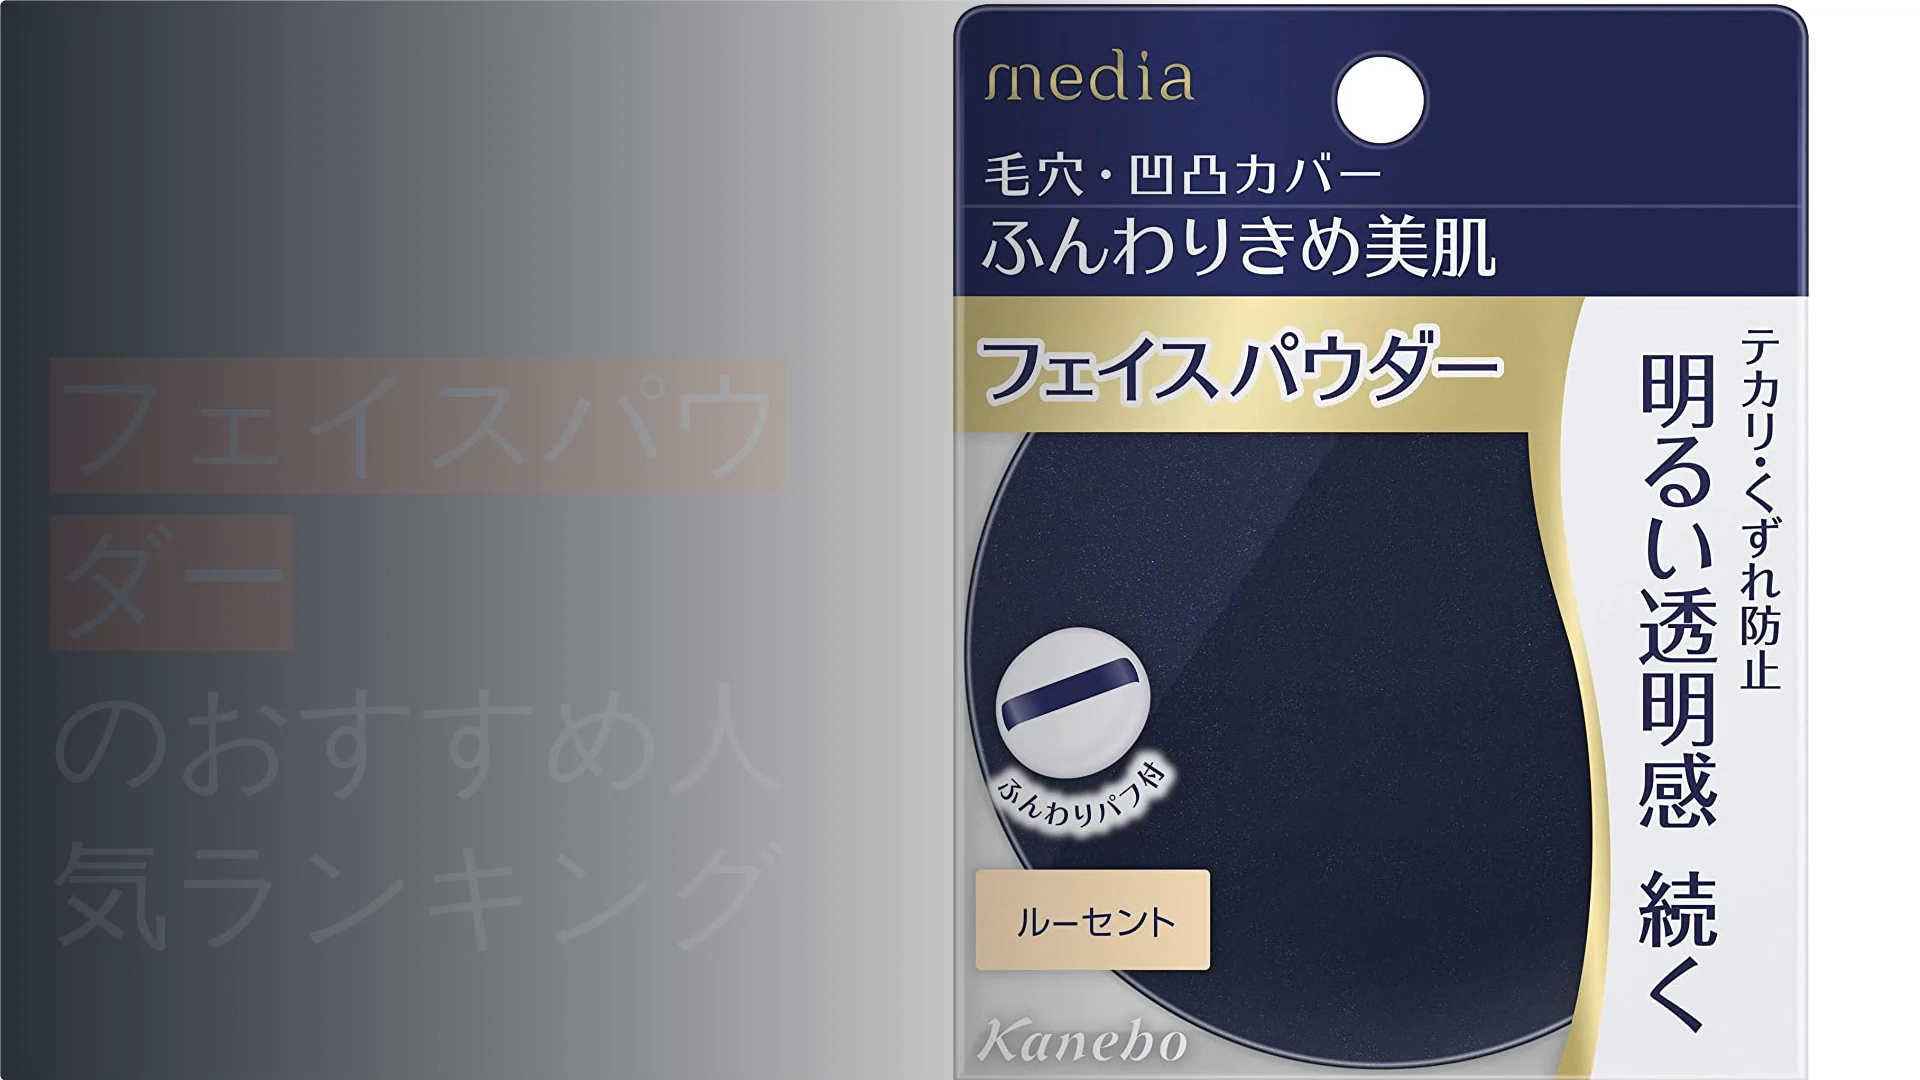 フェイスパウ
ダー
のおすすめ人
気ランキング
media
毛穴・凹凸カバー
ふんわりきめ美肌
フェイスパウダー
テカリ・くずれ防止
明るい透明感 続く
ふんわりパフ付
ルーセント
Kanebo